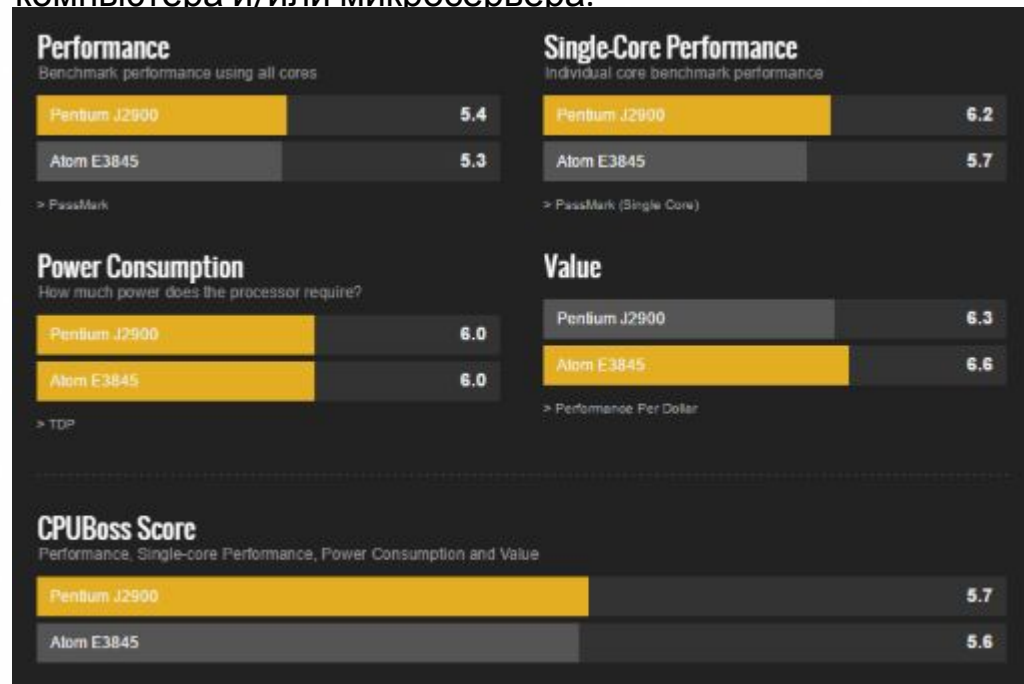 компьютера и/или микросервера.
Performance
Benchmark performance using all cores
Pentium J2900 5.4
Atom E3845 5.3
> PassMark
Single-Core Performance
Individual core benchmark performance
Pentium J2900 6.2
Atom E3845 5.7
> PassMark (Single Core)
Power Consumption
How much power does the processor require?
Pentium J2900 6.0
Atom E3845 6.0
> TDP
Value
Pentium J2900 6.3
Atom E3845 6.6
> Performance Per Dollar
CPUBoss Score
Performance, Single-core Performance, Power Consumption and Value
Pentium J2900 5.7
Atom E3845 5.6